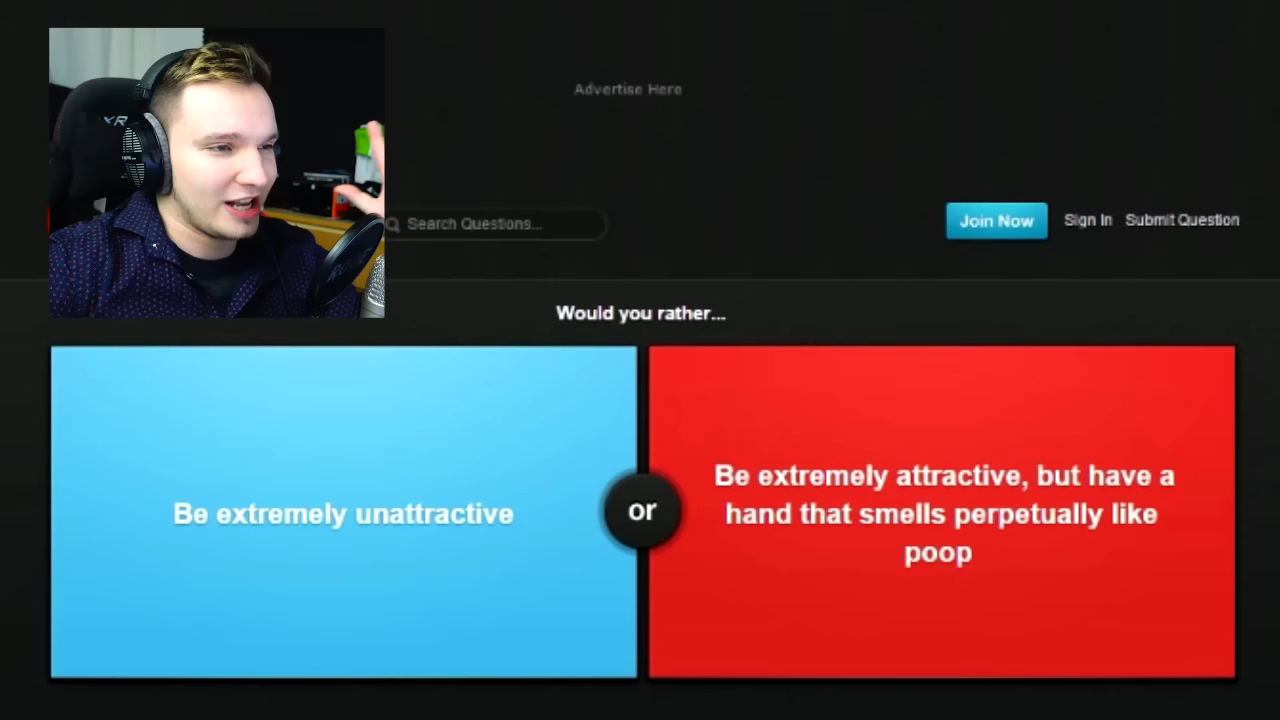 Advertise Here
XR
Search Questions...
Join Now
Sign In
Submit Question
Would you rather...
Be extremely unattractive
or
Be extremely attractive, but have a
hand that smells perpetually like
poop